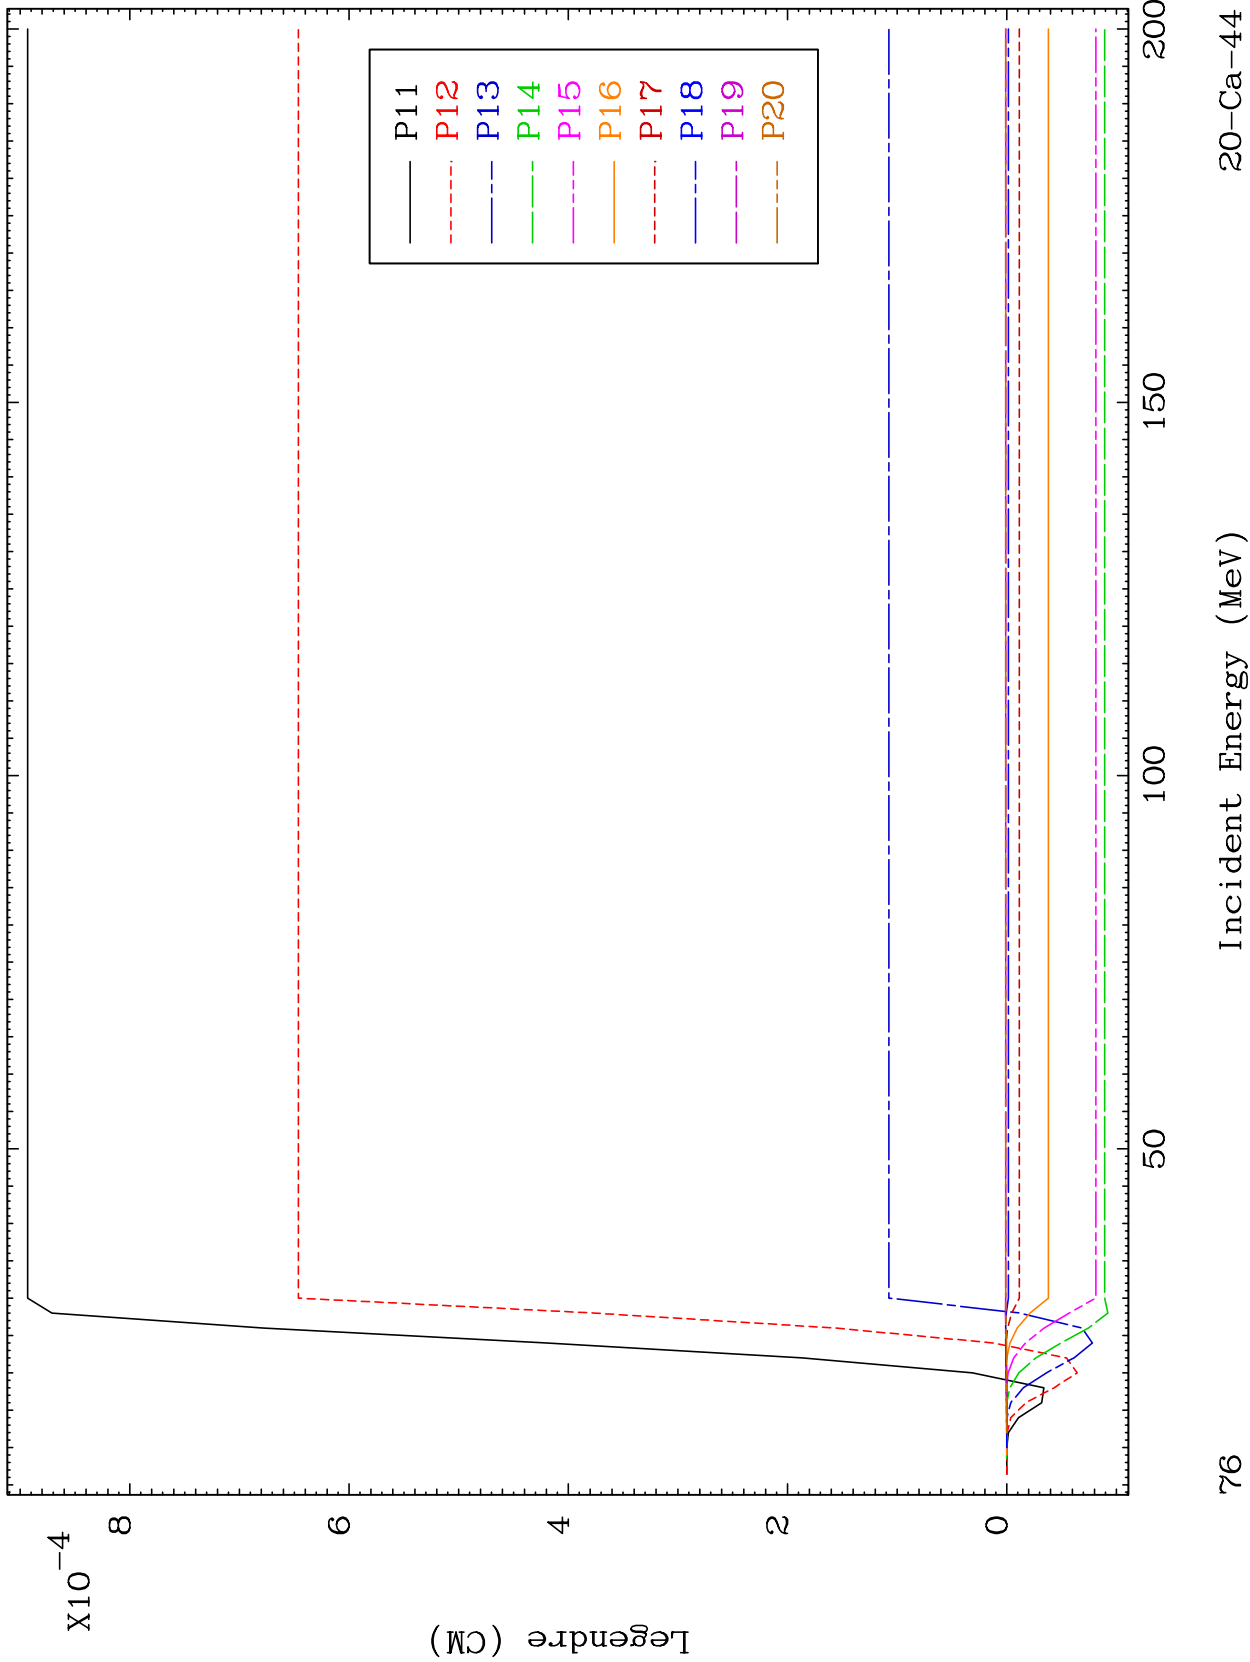 X10-4
8
6
4
2
0
Legendre (CM)
P11
P12
P13
P14
P15
P16
P17
P18
P19
P20
50
100
150
200
Incident Energy (MeV)
76
20-Ca-44